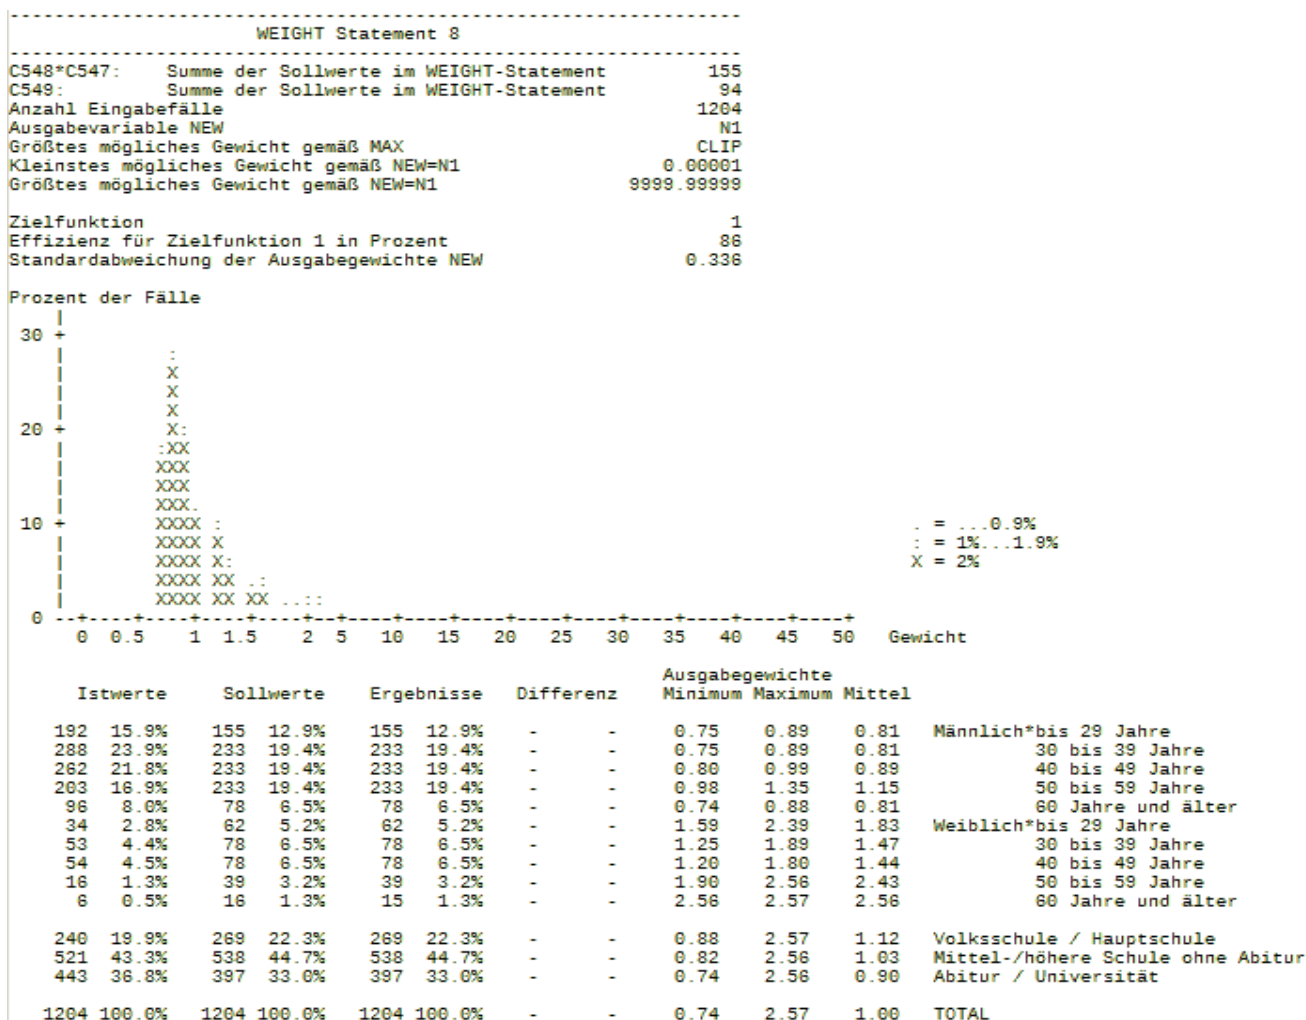 --------------------------------------------------------------------
WEIGHT Statement 8
--------------------------------------------------------------------
C548*C547: Summe der Sollwerte im WEIGHT-Statement 155
C549: Summe der Sollwerte im WEIGHT-Statement 94
Anzahl Eingabefälle 1204
Ausgabevariable NEW N1
Größtes mögliches Gewicht gemäß MAX CLIP
Kleinstes mögliches Gewicht gemäß NEW=N1 0.00001
Größtes mögliches Gewicht gemäß NEW=N1 9999.99999
Zielfunktion 1
Effizienz für Zielfunktion 1 in Prozent 86
Standardabweichung der Ausgabegewichte NEW 0.336
Prozent der Fälle
|
30 +
| :
| X
| X
| X
20 + X:
| :XX
| XXX
| XXX
| XXX.
10 + XXXX : . = ...0.9%
| XXXX X : = 1%...1.9%
| XXXX X: X = 2%
| XXXX XX .:
| XXXX XX XX ..::
0 --+----+----+----+----+--+----+----+----+----+----+----+----+----+
0 0.5 1 1.5 2 5 10 15 20 25 30 35 40 45 50 Gewicht
Ausgabegewichte
Istwerte Sollwerte Ergebnisse Differenz Minimum Maximum Mittel
192 15.9% 155 12.9% 155 12.9% - - 0.75 0.89 0.81 Männlich*bis 29 Jahre
288 23.9% 233 19.4% 233 19.4% - - 0.75 0.89 0.81 30 bis 39 Jahre
262 21.8% 233 19.4% 233 19.4% - - 0.80 0.99 0.89 40 bis 49 Jahre
203 16.9% 233 19.4% 233 19.4% - - 0.98 1.35 1.15 50 bis 59 Jahre
96 8.0% 78 6.5% 78 6.5% - - 0.74 0.88 0.81 60 Jahre und älter
34 2.8% 62 5.2% 62 5.2% - - 1.59 2.39 1.83 Weiblich*bis 29 Jahre
53 4.4% 78 6.5% 78 6.5% - - 1.25 1.89 1.47 30 bis 39 Jahre
54 4.5% 78 6.5% 78 6.5% - - 1.20 1.80 1.44 40 bis 49 Jahre
16 1.3% 39 3.2% 39 3.2% - - 1.90 2.56 2.43 50 bis 59 Jahre
6 0.5% 16 1.3% 15 1.3% - - 2.56 2.57 2.56 60 Jahre und älter
240 19.9% 269 22.3% 269 22.3% - - 0.88 2.57 1.12 Volksschule / Hauptschule
521 43.3% 538 44.7% 538 44.7% - - 0.82 2.56 1.03 Mittel-/höhere Schule ohne Abitur
443 36.8% 397 33.0% 397 33.0% - - 0.74 2.56 0.90 Abitur / Universität
1204 100.0% 1204 100.0% 1204 100.0% - - 0.74 2.57 1.00 TOTAL